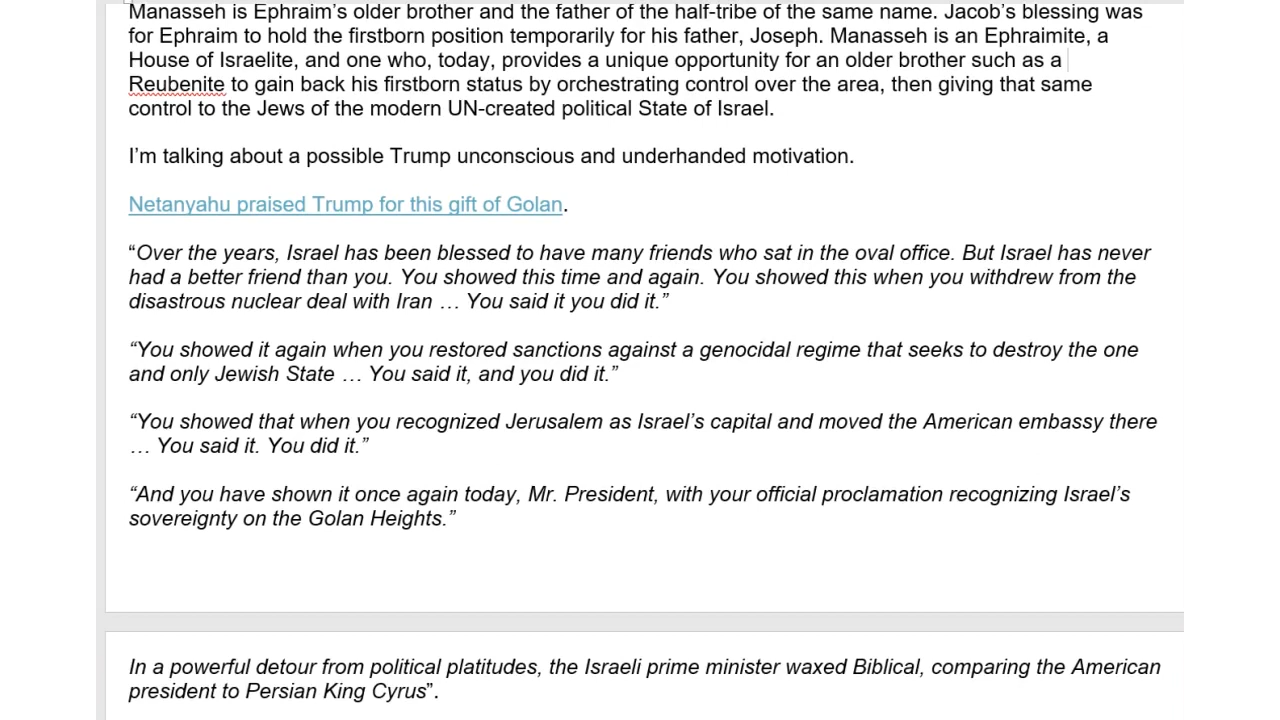 Manasseh is Ephraim’s older brother and the father of the half-tribe of the same name. Jacob’s blessing was
for Ephraim to hold the firstborn position temporarily for his father, Joseph. Manasseh is an Ephraimite, a
House of Israelite, and one who, today, provides a unique opportunity for an older brother such as a
Reubenite to gain back his firstborn status by orchestrating control over the area, then giving that same
control to the Jews of the modern UN-created political State of Israel.
I’m talking about a possible Trump unconscious and underhanded motivation.
Netanyahu praised Trump for this gift of Golan.
“Over the years, Israel has been blessed to have many friends who sat in the oval office. But Israel has never
had a better friend than you. You showed this time and again. You showed this when you withdrew from the
disastrous nuclear deal with Iran … You said it you did it.”
“You showed it again when you restored sanctions against a genocidal regime that seeks to destroy the one
and only Jewish State … You said it, and you did it.”
“You showed that when you recognized Jerusalem as Israel’s capital and moved the American embassy there
… You said it. You did it.”
“And you have shown it once again today, Mr. President, with your official proclamation recognizing Israel’s
sovereignty on the Golan Heights.”
In a powerful detour from political platitudes, the Israeli prime minister waxed Biblical, comparing the American
president to Persian King Cyrus”.